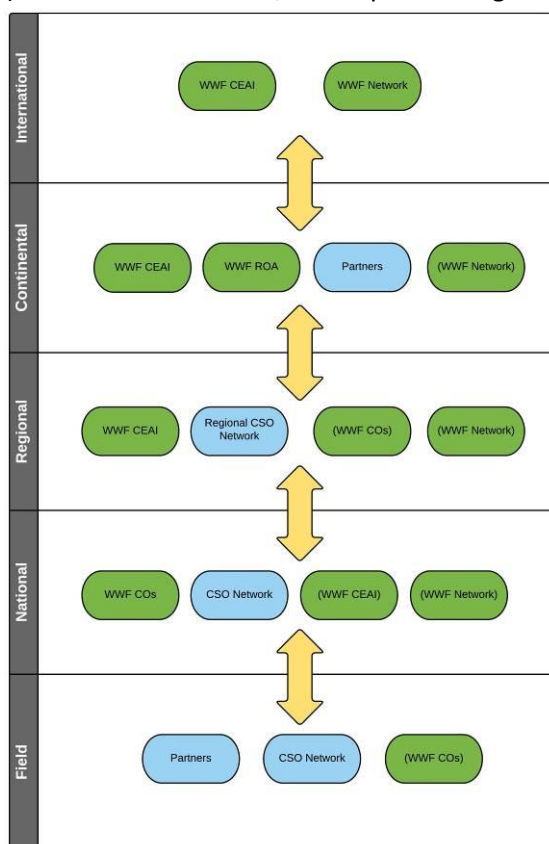 International
WWF CEAI
WWF Network
Continental
WWF CEAI
WWF ROA
Partners
(WWF Network)
Regional
WWF CEAI
Regional CSO
Network
(WWF COs)
(WWF Network)
National
WWF COs
CSO Network
(WWF CEAI)
(WWF Network)
Field
Partners
CSO Network
(WWF COs)